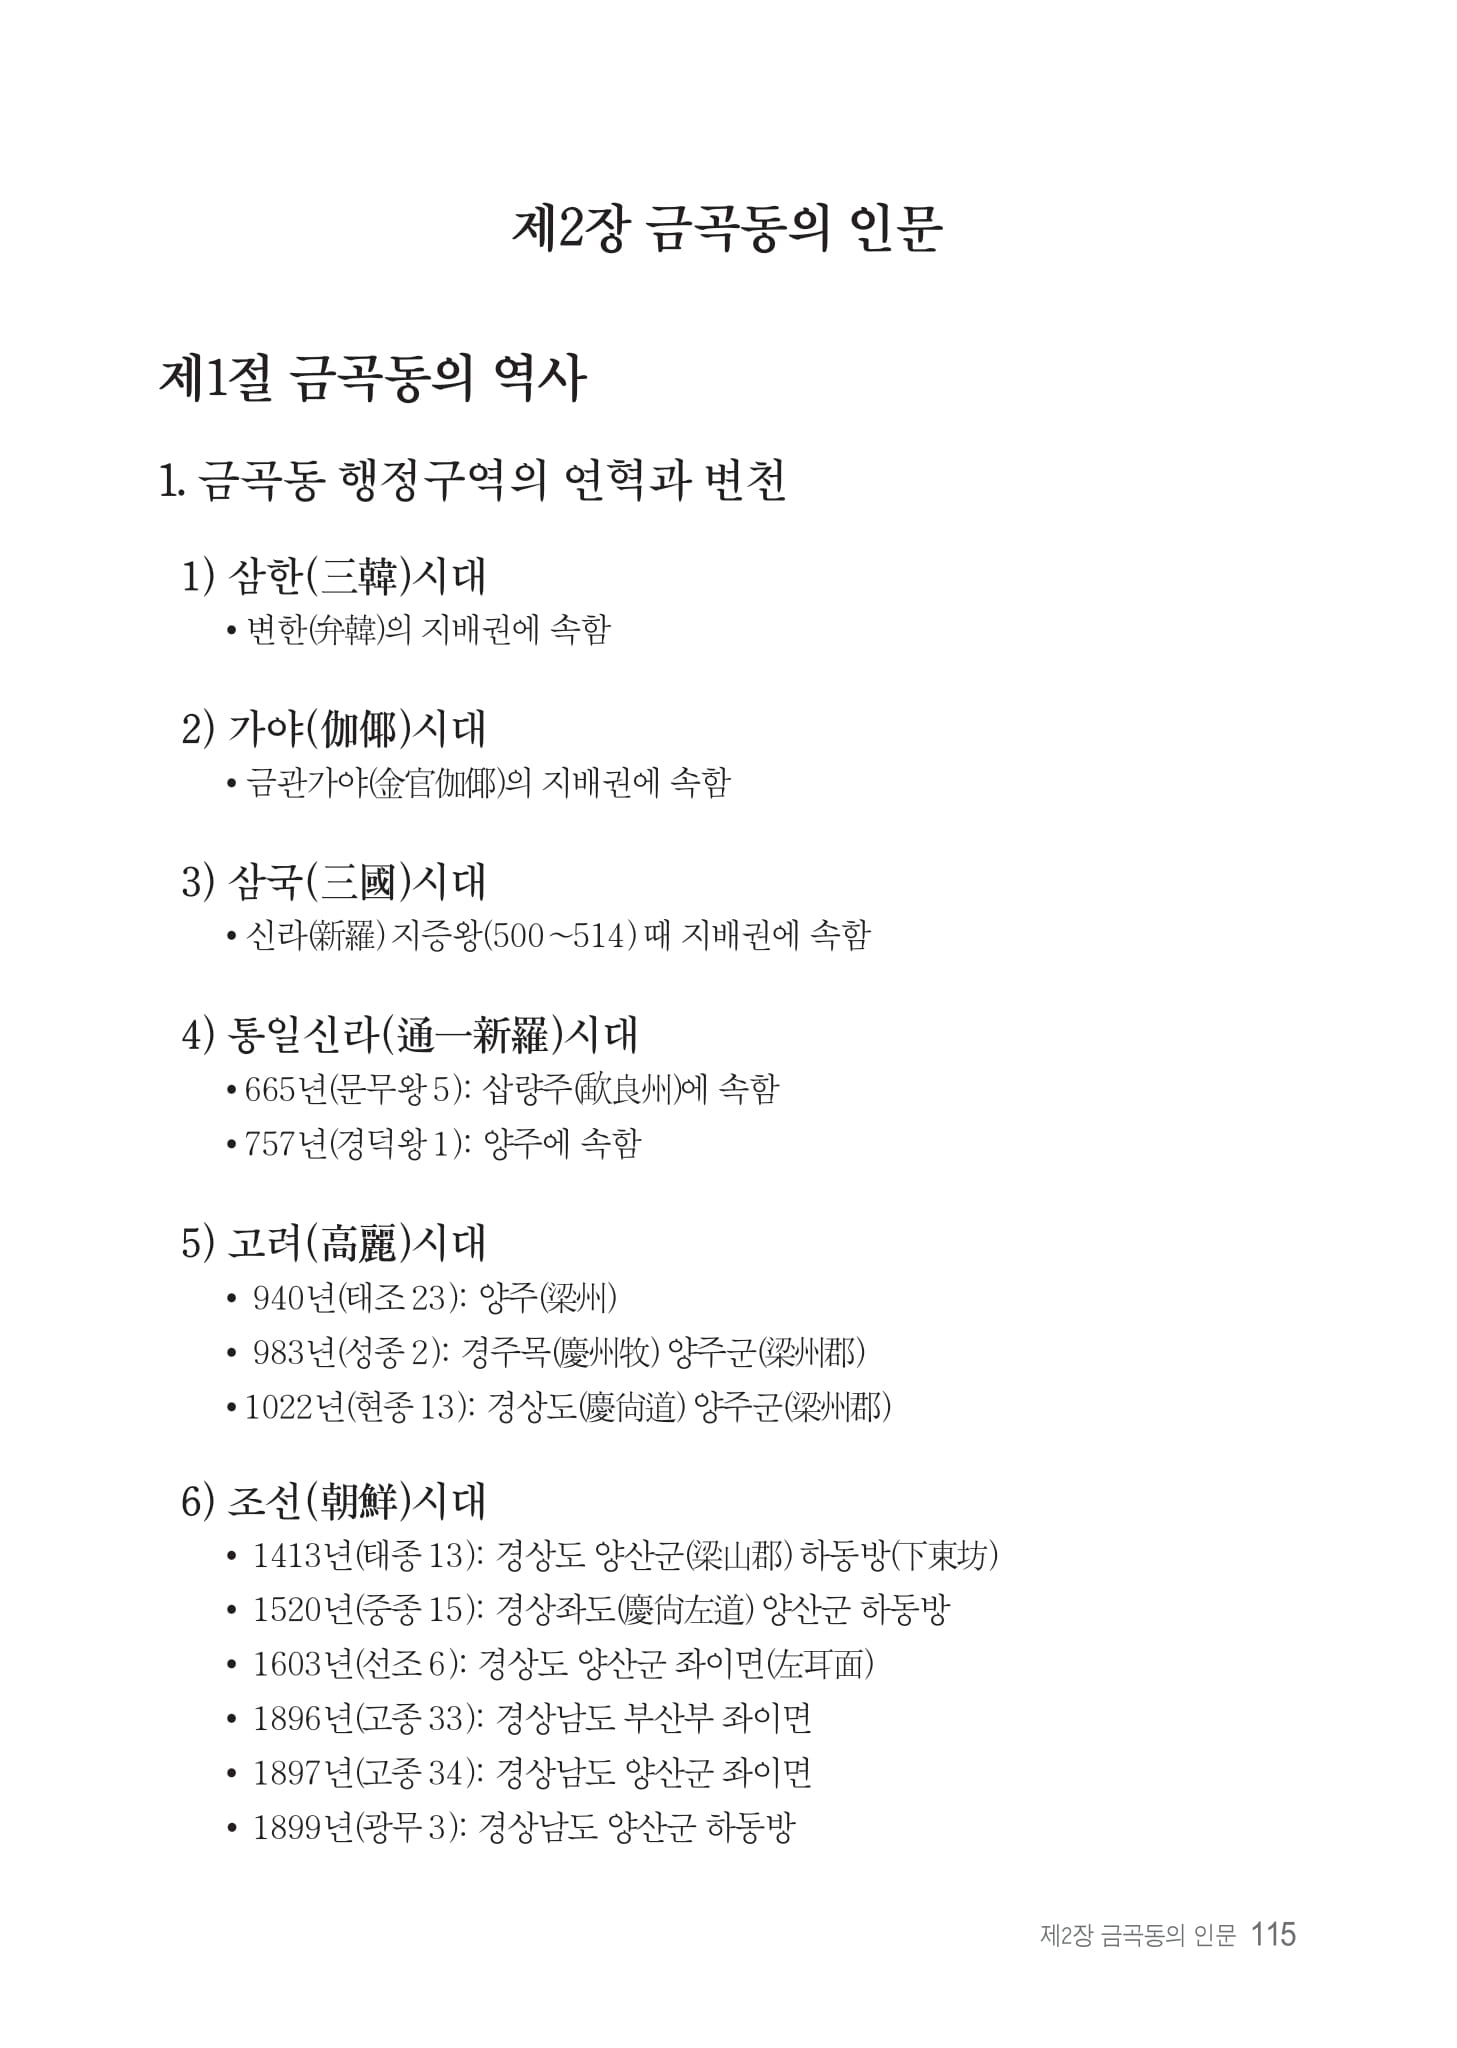 제2장 금곡동의 인문
제1절 금곡동의 역사
1. 금곡동 행정구역의 연혁과 변천
1) 삼한(三韓)시대
• 변한(弁韓)의 지배권에 속함
2) 가야(伽倻)시대
• 금관가야(金官伽倻)의 지배권에 속함
3) 삼국(三國)시대
• 신라(新羅) 지증왕(500~514) 때 지배권에 속함
4) 통일신라(通一新羅)시대
• 665년(문무왕 5): 삽량주(歃良州)에 속함
• 757년(경덕왕 1): 양주에 속함
5) 고려(高麗)시대
• 940년(태조 23): 양주(梁州)
• 983년(성종 2): 경주목(慶州牧) 양주군(梁州郡)
• 1022년(현종 13): 경상도(慶尙道) 양주군(梁州郡)
6) 조선(朝鮮)시대
• 1413년(태종 13): 경상도 양산군(梁山郡) 하동방(下東坊)
• 1520년(중종 15): 경상좌도(慶尙左道) 양산군 하동방
• 1603년(선조 6): 경상도 양산군 좌이면(左耳面)
• 1896년(고종 33): 경상남도 부산부 좌이면
• 1897년(고종 34): 경상남도 양산군 좌이면
• 1899년(광무 3): 경상남도 양산군 하동방
제2장 금곡동의 인문 115